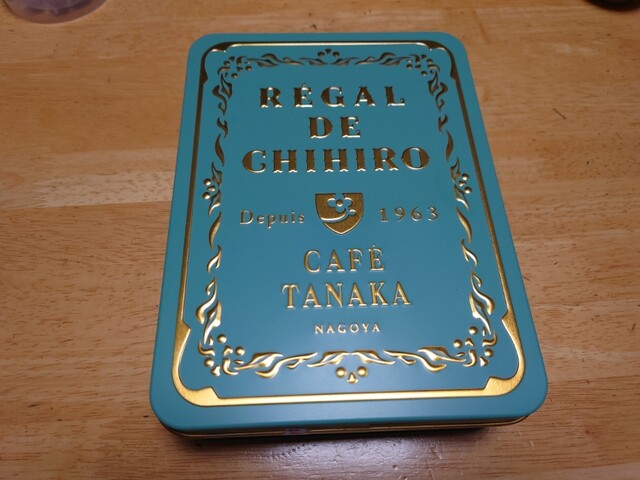 RÉGAL
DE
CHIHIRO
Depuis 1963
CAFÉ
TANAKA
NAGOYA